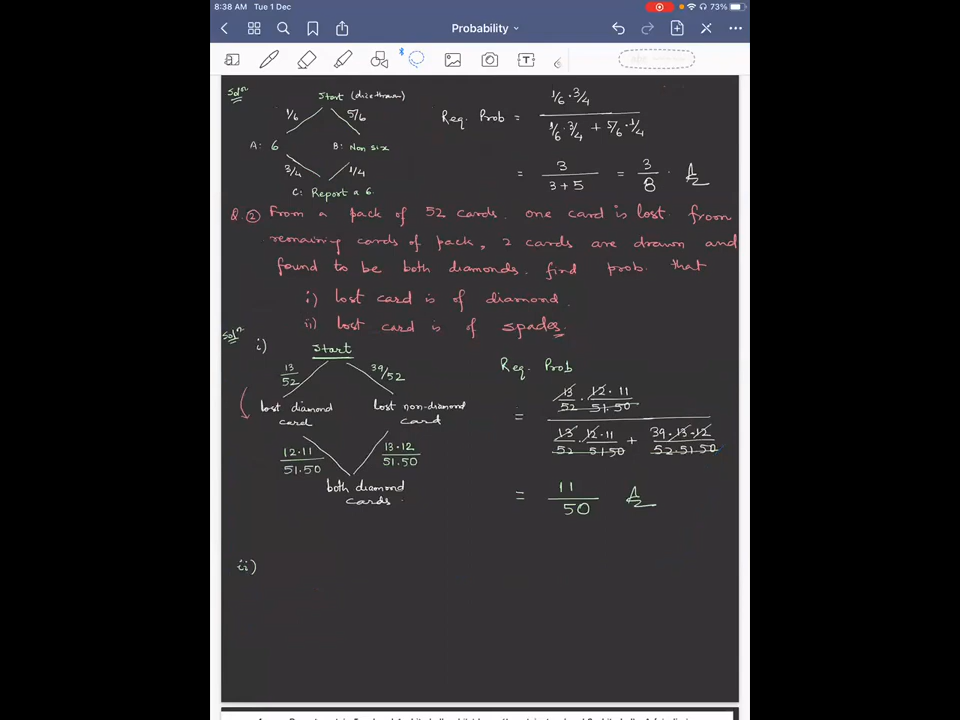 8:38 AM Tue 1 Dec
73%
Probability
Sol^n.
Start (dice thrown)
1/6 5/6
A: 6 B: Non six
3/4 1/4
C: Report a 6
Req. Prob = (1/6 · 3/4) / (1/6 · 3/4 + 5/6 · 1/4)
= 3 / (3 + 5) = 3/8 .
Q. ② From a pack of 52 cards. one card is lost from
remaining cards of pack, 2 cards are drawn and
found to be both diamonds. find prob. that
i) lost card is of diamond.
ii) lost card is of spades.
Sol^n.
i) Start
13/52 39/52
lost diamond card
lost non-diamond card
12·11/51.50 13·12/51.50
both diamond
cards.
Req. Prob
= (13/52 · 12·11/51.50) / (13/52 · 12·11/51.50 + 39·13·12/52.51.50)
= 11/50
ii)